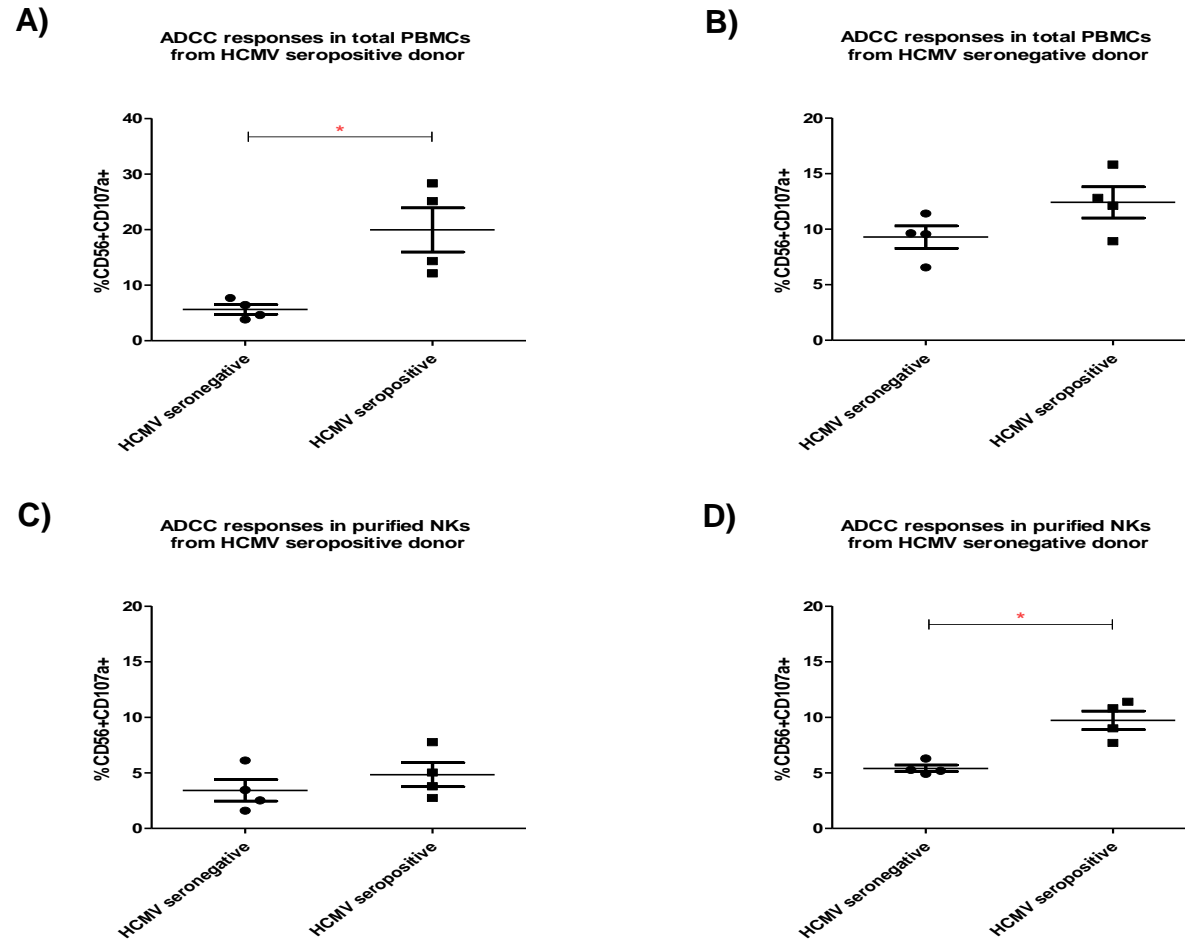 A)
ADCC responses in total PBMCs
from HCMV seropositive donor
%CD56+CD107a+
40
30
20
10
0
*
HCMV seronegative
HCMV seropositive
B)
ADCC responses in total PBMCs
from HCMV seronegative donor
%CD56+CD107a+
20
15
10
5
0
HCMV seronegative
HCMV seropositive
C)
ADCC responses in purified NKs
from HCMV seropositive donor
%CD56+CD107a+
20
15
10
5
0
HCMV seronegative
HCMV seropositive
D)
ADCC responses in purified NKs
from HCMV seronegative donor
%CD56+CD107a+
20
15
10
5
0
*
HCMV seronegative
HCMV seropositive